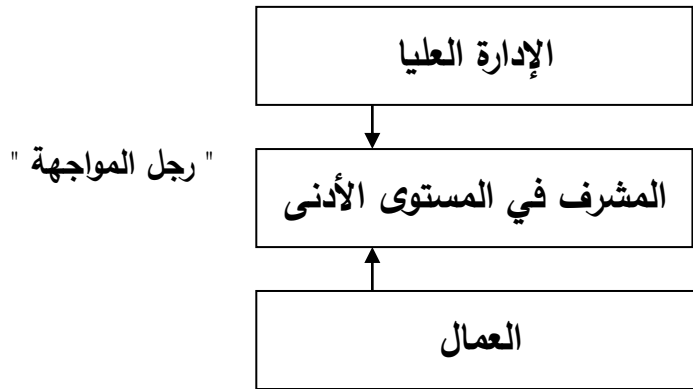 الإدارة العليا
" رجل المواجهة "
المشرف في المستوى الأدنى
العمال